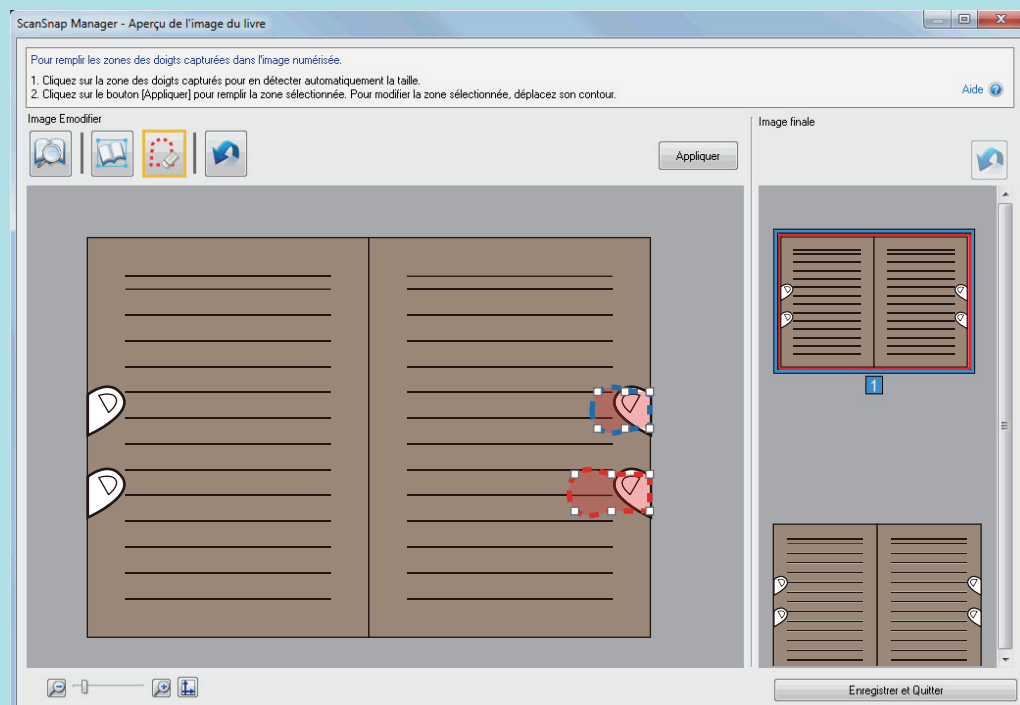 ScanSnap Manager - Aperçu de l'image du livre
Pour remplir les zones des doigts capturées dans l'image numérisée.
1. Cliquez sur la zone des doigts capturés pour en détecter automatiquement la taille.
2. Cliquez sur le bouton [Appliquer] pour remplir la zone sélectionnée. Pour modifier la zone sélectionnée, déplacez son contour.
Aide
Image Emodifier
Appliquer
Image finale
1
Enregistrer et Quitter